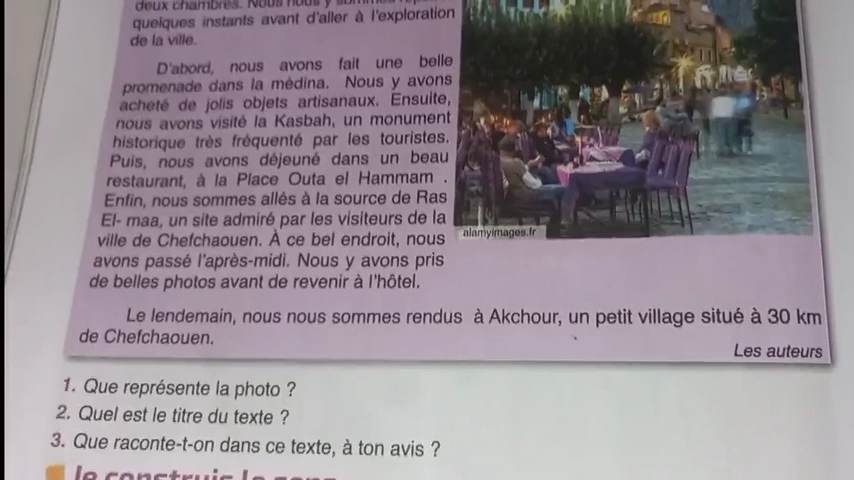 deux chambres. Nous nous y sommes
quelques instants avant d'aller à l'exploration
de la ville.
D'abord, nous avons fait une belle
promenade dans la médina. Nous y avons
acheté de jolis objets artisanaux. Ensuite,
nous avons visité la Kasbah, un monument
historique très fréquenté par les touristes.
Puis, nous avons déjeuné dans un beau
restaurant, à la Place Outa el Hammam .
Enfin, nous sommes allés à la source de Ras
El- maa, un site admiré par les visiteurs de la
ville de Chefchaouen. À ce bel endroit, nous
avons passé l'après-midi. Nous y avons pris
de belles photos avant de revenir à l'hôtel.
alamyimages.fr
Le lendemain, nous nous sommes rendus à Akchour, un petit village situé à 30 km
de Chefchaouen.
Les auteurs
1. Que représente la photo ?
2. Quel est le titre du texte ?
3. Que raconte-t-on dans ce texte, à ton avis ?
Je construis le sens